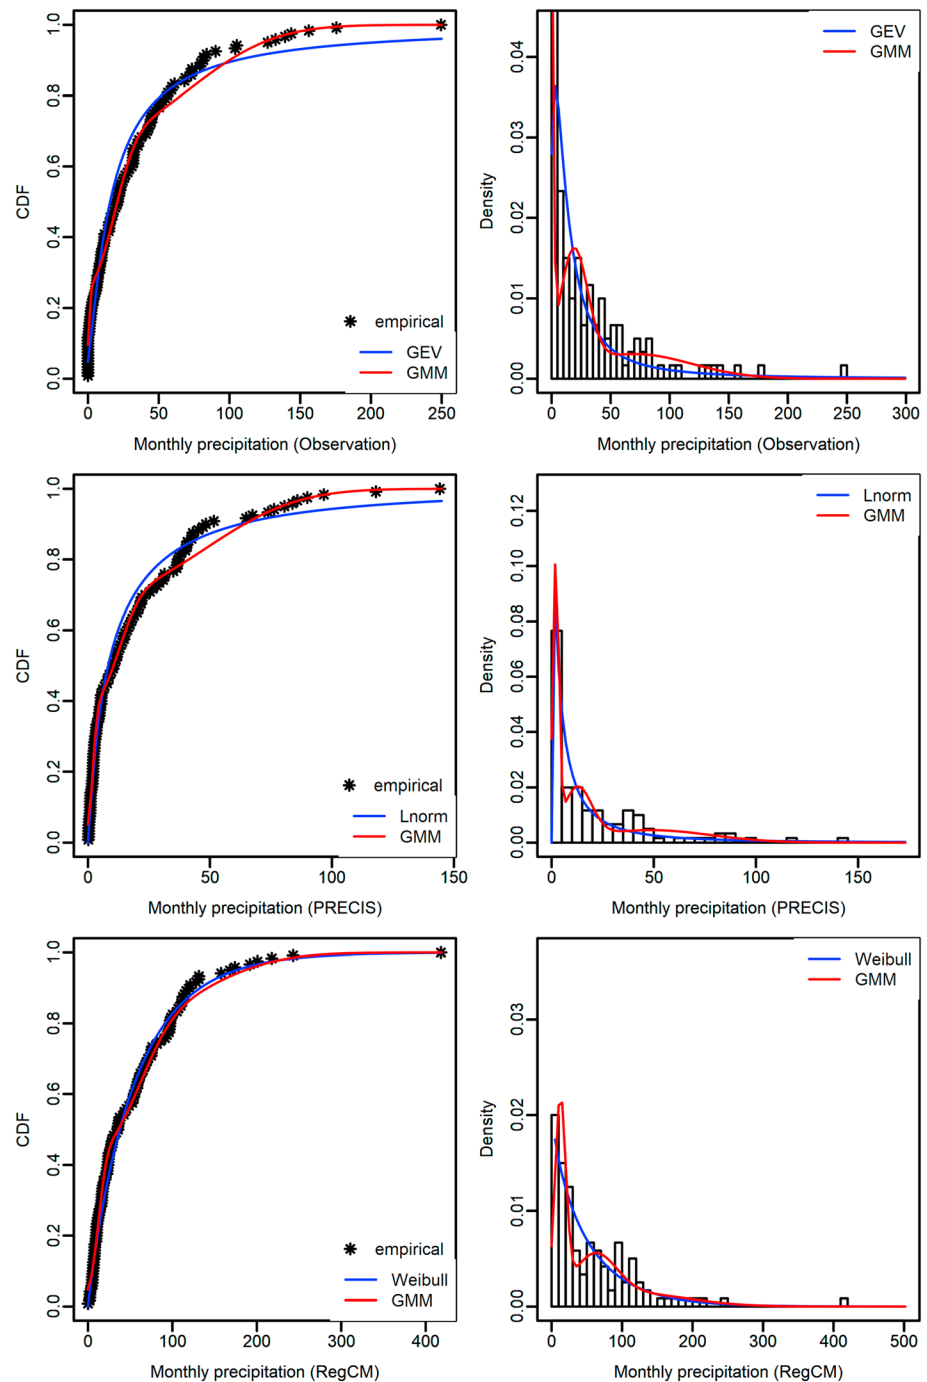 CDF
1.0
0.8
0.6
0.4
0.2
0.0
empirical
GEV
GMM
0 50 100 150 200 250
Monthly precipitation (Observation)
Density
0.04
0.03
0.02
0.01
0.00
GEV
GMM
0 50 100 150 200 250 300
Monthly precipitation (Observation)
CDF
1.0
0.8
0.6
0.4
0.2
0.0
empirical
Lnorm
GMM
0 50 100 150
Monthly precipitation (PRECIS)
Density
0.12
0.10
0.08
0.06
0.04
0.02
0.00
Lnorm
GMM
0 50 100 150
Monthly precipitation (PRECIS)
CDF
1.0
0.8
0.6
0.4
0.2
0.0
empirical
Weibull
GMM
0 100 200 300 400
Monthly precipitation (RegCM)
Density
0.03
0.02
0.01
0.00
Weibull
GMM
0 100 200 300 400 500
Monthly precipitation (RegCM)